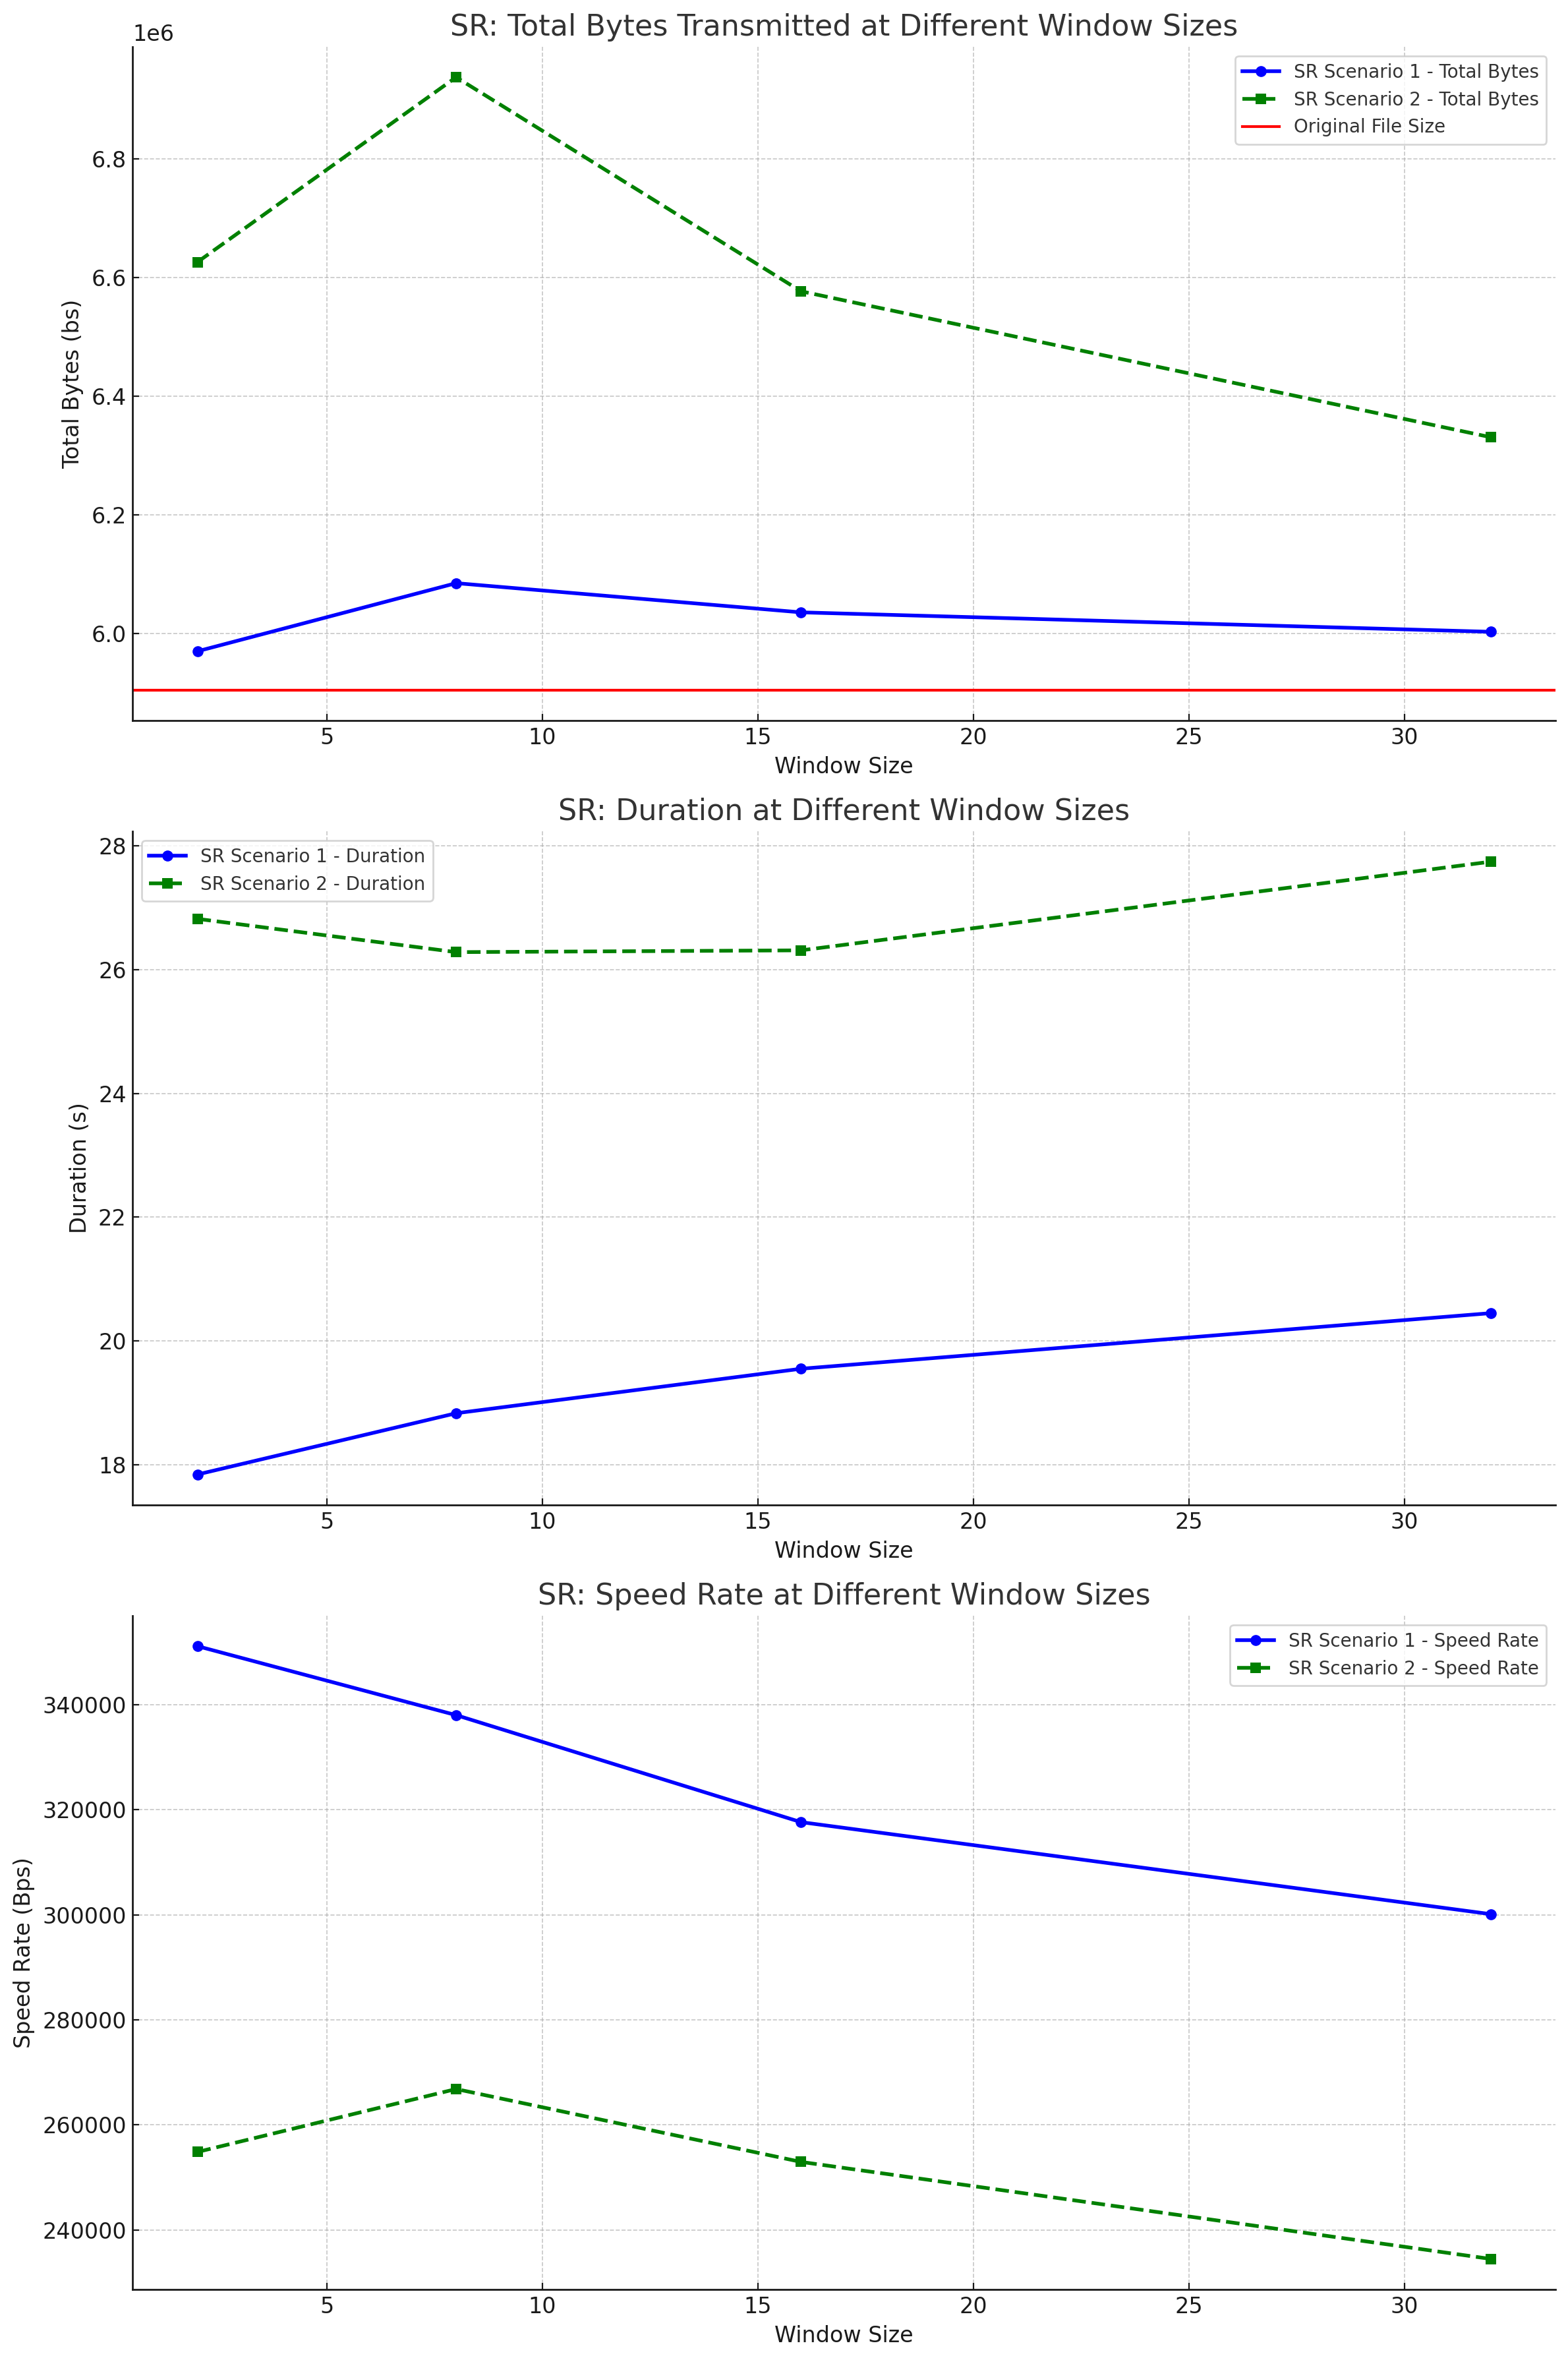 SR: Total Bytes Transmitted at Different Window Sizes
1e6
SR Scenario 1 - Total Bytes
SR Scenario 2 - Total Bytes
Original File Size
6.8
6.6
6.4
6.2
6.0
Total Bytes (bs)
5 10 15 20 25 30
Window Size
SR: Duration at Different Window Sizes
SR Scenario 1 - Duration
SR Scenario 2 - Duration
28
26
24
22
20
18
Duration (s)
5 10 15 20 25 30
Window Size
SR: Speed Rate at Different Window Sizes
SR Scenario 1 - Speed Rate
SR Scenario 2 - Speed Rate
340000
320000
300000
280000
260000
240000
Speed Rate (Bps)
5 10 15 20 25 30
Window Size